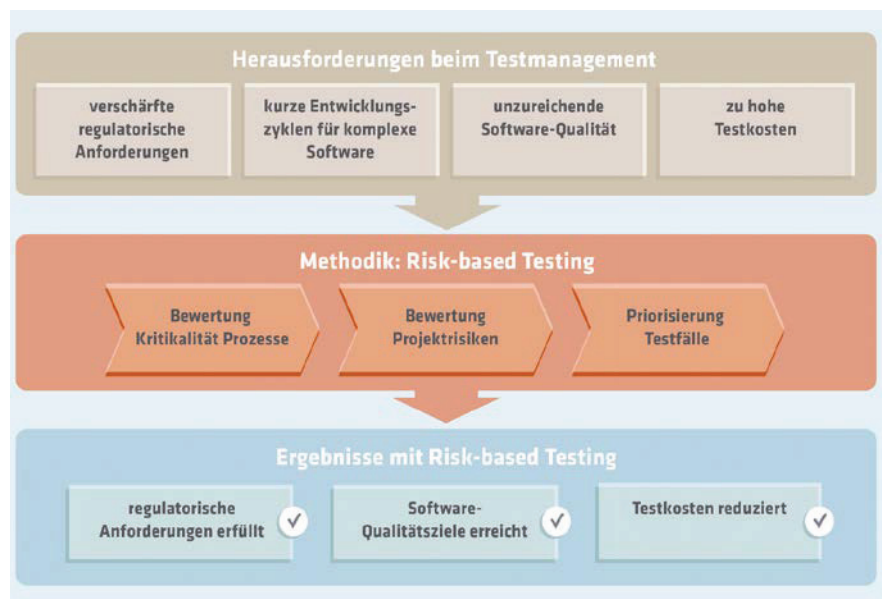 Herausforderungen beim Testmanagement
verschärfte
regulatorische
Anforderungen
kurze Entwicklungs-
zyklen für komplexe
Software
unzureichende
Software-Qualität
zu hohe
Testkosten
Methodik: Risk-based Testing
Bewertung
Kritikalität Prozesse
Bewertung
Projektrisiken
Priorisierung
Testfälle
Ergebnisse mit Risk-based Testing
regulatorische
Anforderungen erfüllt
Software-
Qualitätsziele erreicht
Testkosten reduziert